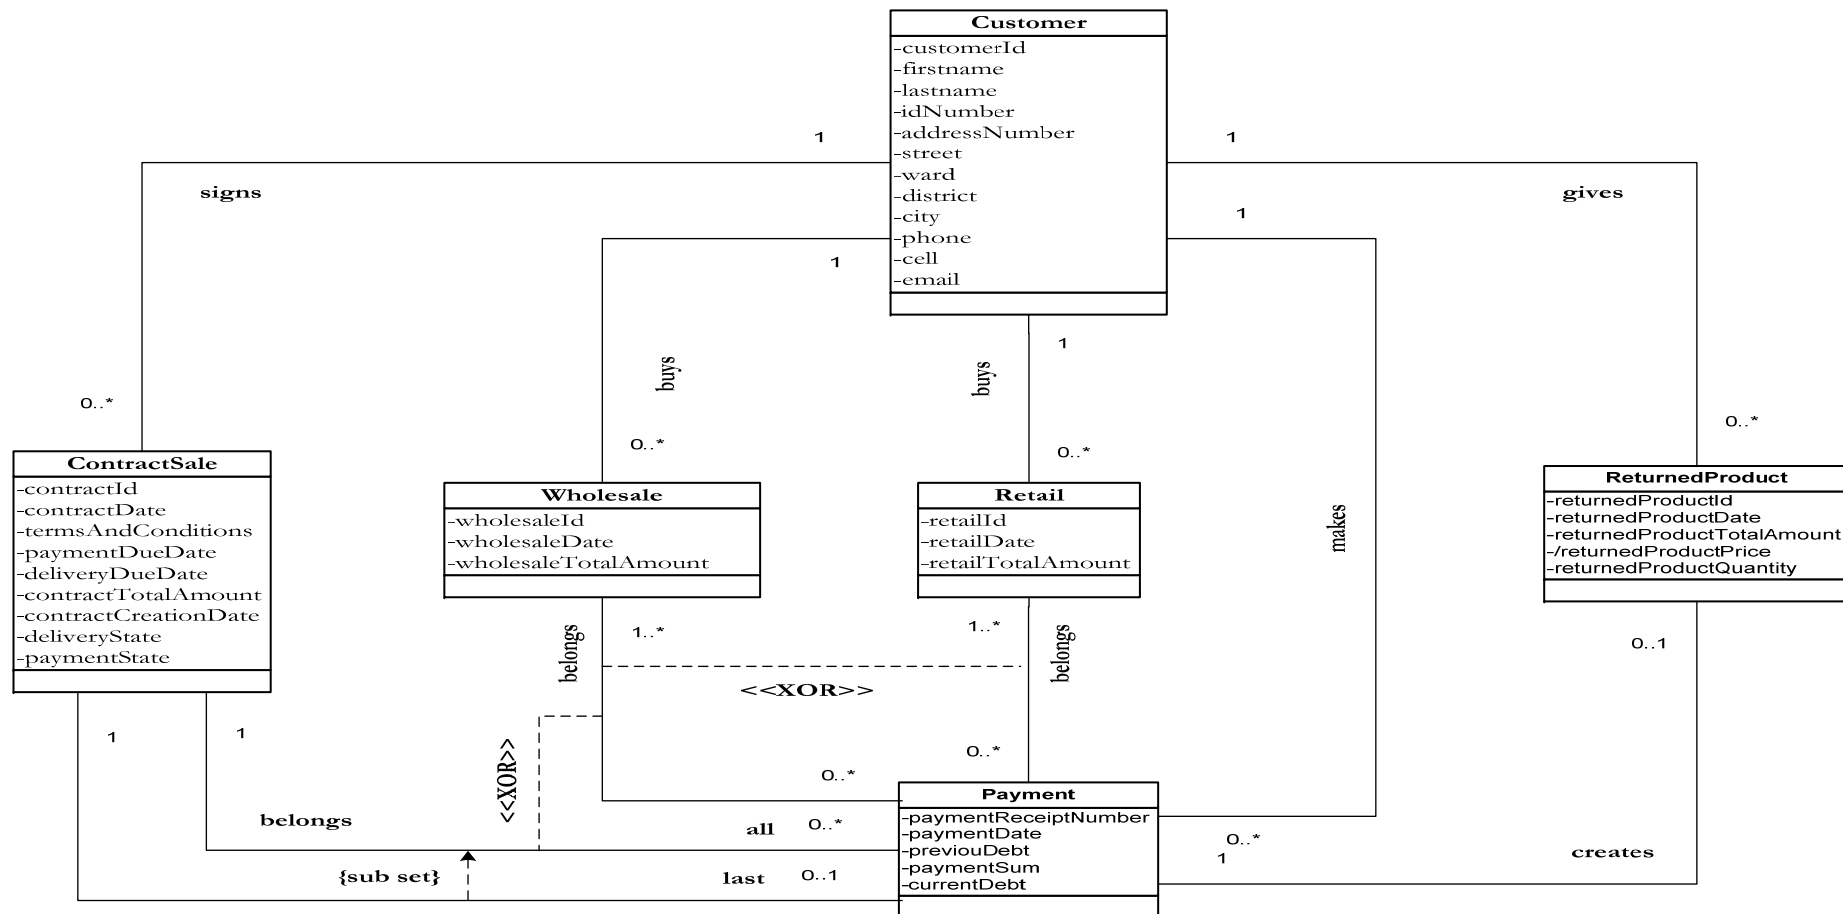 Customer
-customerId
-firstname
-lastname
-idNumber
-addressNumber
-street
-ward
-district
-city
-phone
-cell
-email
1
1
signs
gives
1
1
1
buys
buys
makes
0..*
0..*
0..*
0..*
ContractSale
-contractId
-contractDate
-termsAndConditions
-paymentDueDate
-deliveryDueDate
-contractTotalAmount
-contractCreationDate
-deliveryState
-paymentState
Wholesale
-wholesaleId
-wholesaleDate
-wholesaleTotalAmount
Retail
-retailId
-retailDate
-retailTotalAmount
ReturnedProduct
-returnedProductId
-returnedProductDate
-returnedProductTotalAmount
-/returnedProductPrice
-returnedProductQuantity
belongs
1..*
1..*
belongs
0..1
<<XOR>>
1
1
<<XOR>>
0..*
0..*
belongs
all
0..*
{sub set}
last
0..1
Payment
-paymentReceiptNumber
-paymentDate
-previouDebt
-paymentSum
-currentDebt
0..*
1
creates